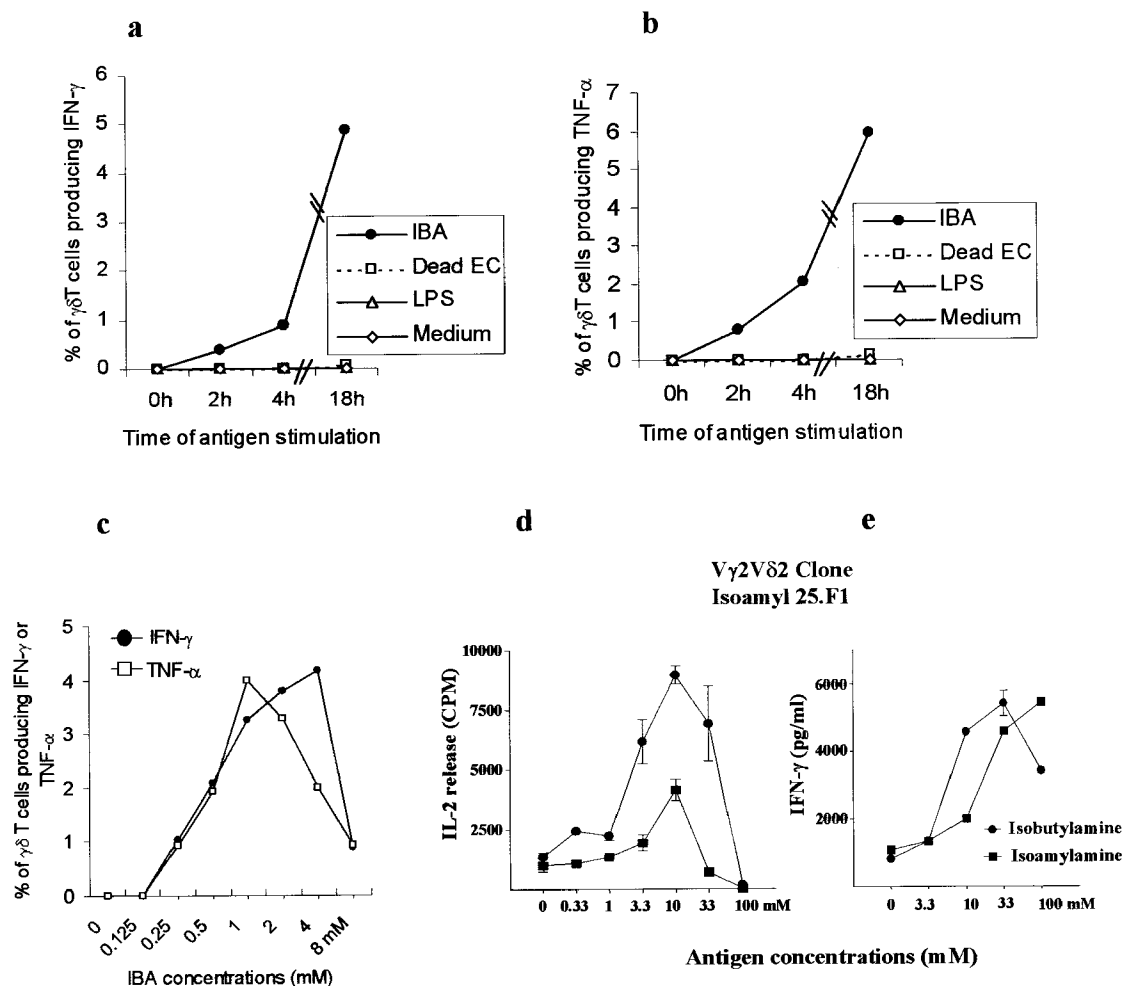 a
% of γδT cells producing IFN-γ
6
5
4
3
2
1
0
0h 2h 4h 18h
Time of antigen stimulation
IBA
Dead EC
LPS
Medium
b
% of γδT cells producing TNF-α
7
6
5
4
3
2
1
0
0h 2h 4h 18h
Time of antigen stimulation
IBA
Dead EC
LPS
Medium
c
% of γδ T cells producing IFN-γ or
TNF-α
5
4
3
2
1
0
IFN-γ
TNF-α
0 0.125 0.25 0.5 1 2 4 8 mM
IBA concentrations (mM)
d
e
Vγ2Vδ2 Clone
Isoamyl 25.F1
IL-2 release (CPM)
10000
7500
5000
2500
0 0.33 1 3.3 10 33 100 mM
IFN-γ (pg/ml)
6000
4000
2000
Isobutylamine
Isoamylamine
0 3.3 10 33 100 mM
Antigen concentrations (mM)